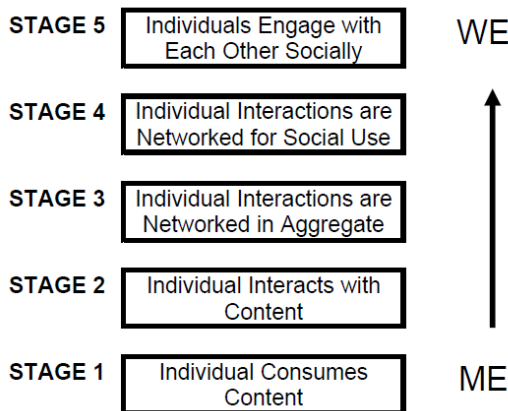 STAGE 5
Individuals Engage with
Each Other Socially
WE
STAGE 4
Individual Interactions are
Networked for Social Use
STAGE 3
Individual Interactions are
Networked in Aggregate
STAGE 2
Individual Interacts with
Content
STAGE 1
Individual Consumes
Content
ME